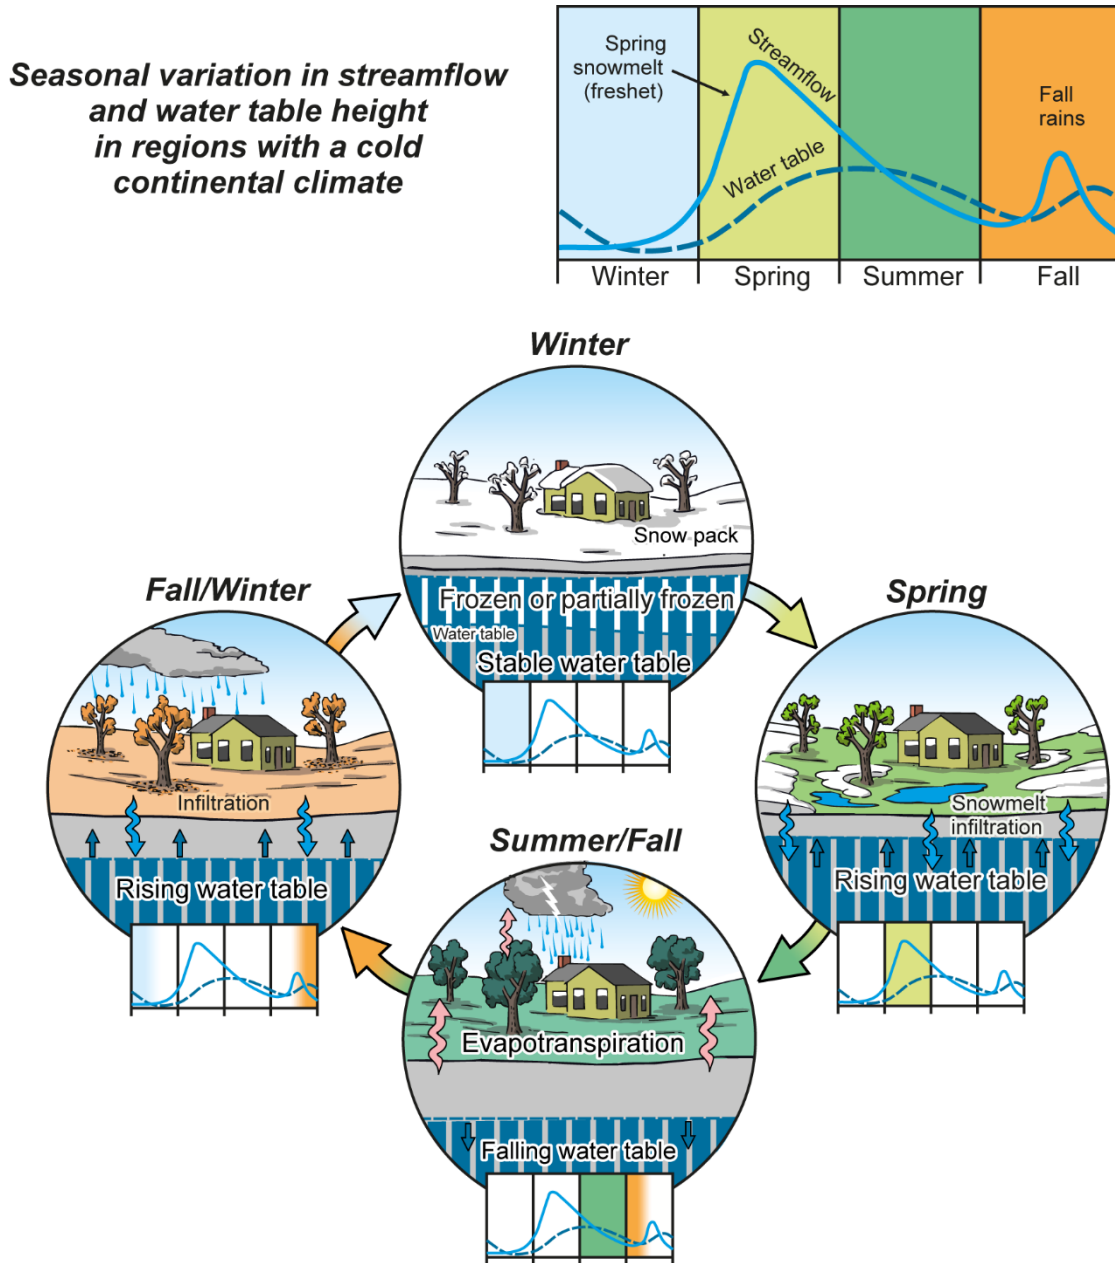 Seasonal variation in streamflow
and water table height
in regions with a cold
continental climate
Spring
snowmelt
(freshet)
Streamflow
Water table
Fall
rains
Winter
Spring
Summer
Fall
Winter
Snow pack
Frozen or partially frozen
Water table
Stable water table
Fall/Winter
Infiltration
Rising water table
Spring
Snowmelt
infiltration
Rising water table
Summer/Fall
Evapotranspiration
Falling water table